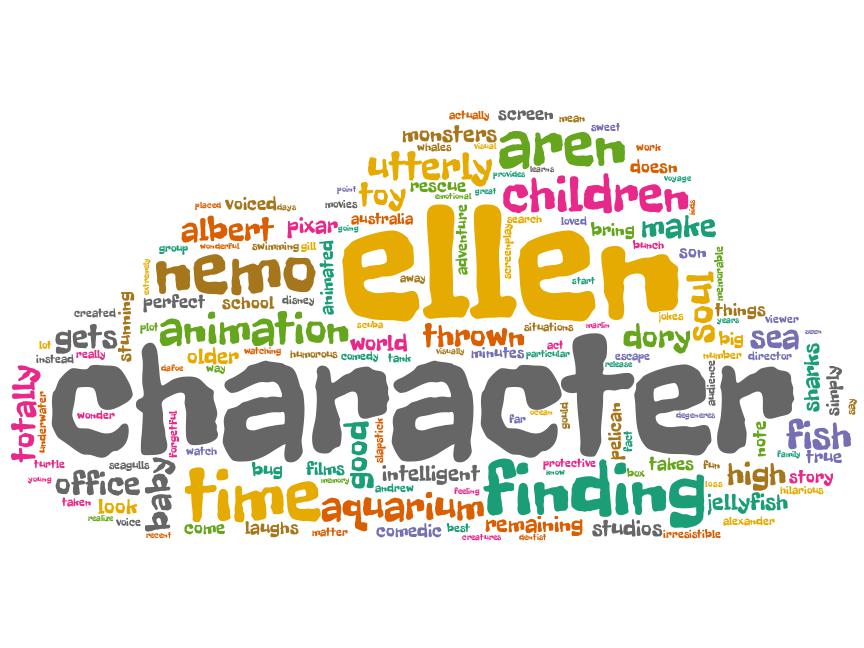 actually screen mean
monsters aren sweet
whales visual work
utterly provides learns doesn
point toy rescue great children voyage
emotional kids
placed voiced days movies
albert pixar going australia ellen adventure search screenplay loved bring make
group wonderful swimming gill animated bunch
extremely nemo away start son lost memorable
perfect school disney
created stunning jokes things
lot gets plot animation scuba thrown situations marlin dory years viewer
instead really older watching humorous comedy world tank visually minutes particular act escape number big sea seen
way release director
totally underwater dafoe character audience sharks simply say
wonder forgetful far ocean gould pelican fact degeneres note fish
turtle seagulls watch good slapstick protective family true
young office baby bug films intelligent know box takes fun high story
memory andrew feeling finding loss hilarious
taken look time aquarium jellyfish
realize voice come laughs matter comedic best remaining studios alexander
recent creatures dentist irresistible